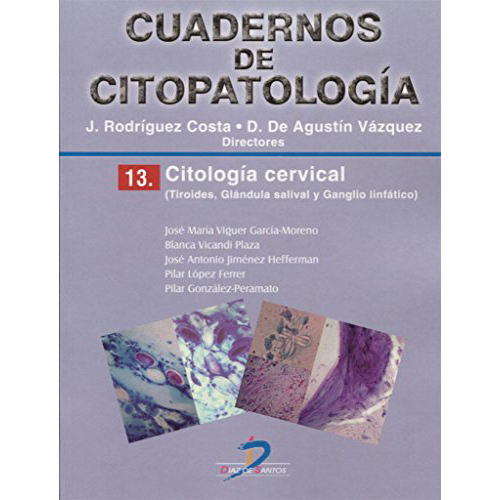 CUADERNOS
DE
CITOPATOLOGÍA
J. Rodríguez Costa • D. De Agustín Vázquez
Directores
13. Citología cervical
(Tiroides, Glándula salival y Ganglio linfático)
José María Viguer García-Moreno
Blanca Vicandi Plaza
José Antonio Jiménez Hefferman
Pilar López Ferrer
Pilar González-Peramato
DIAZ DE SANTOS